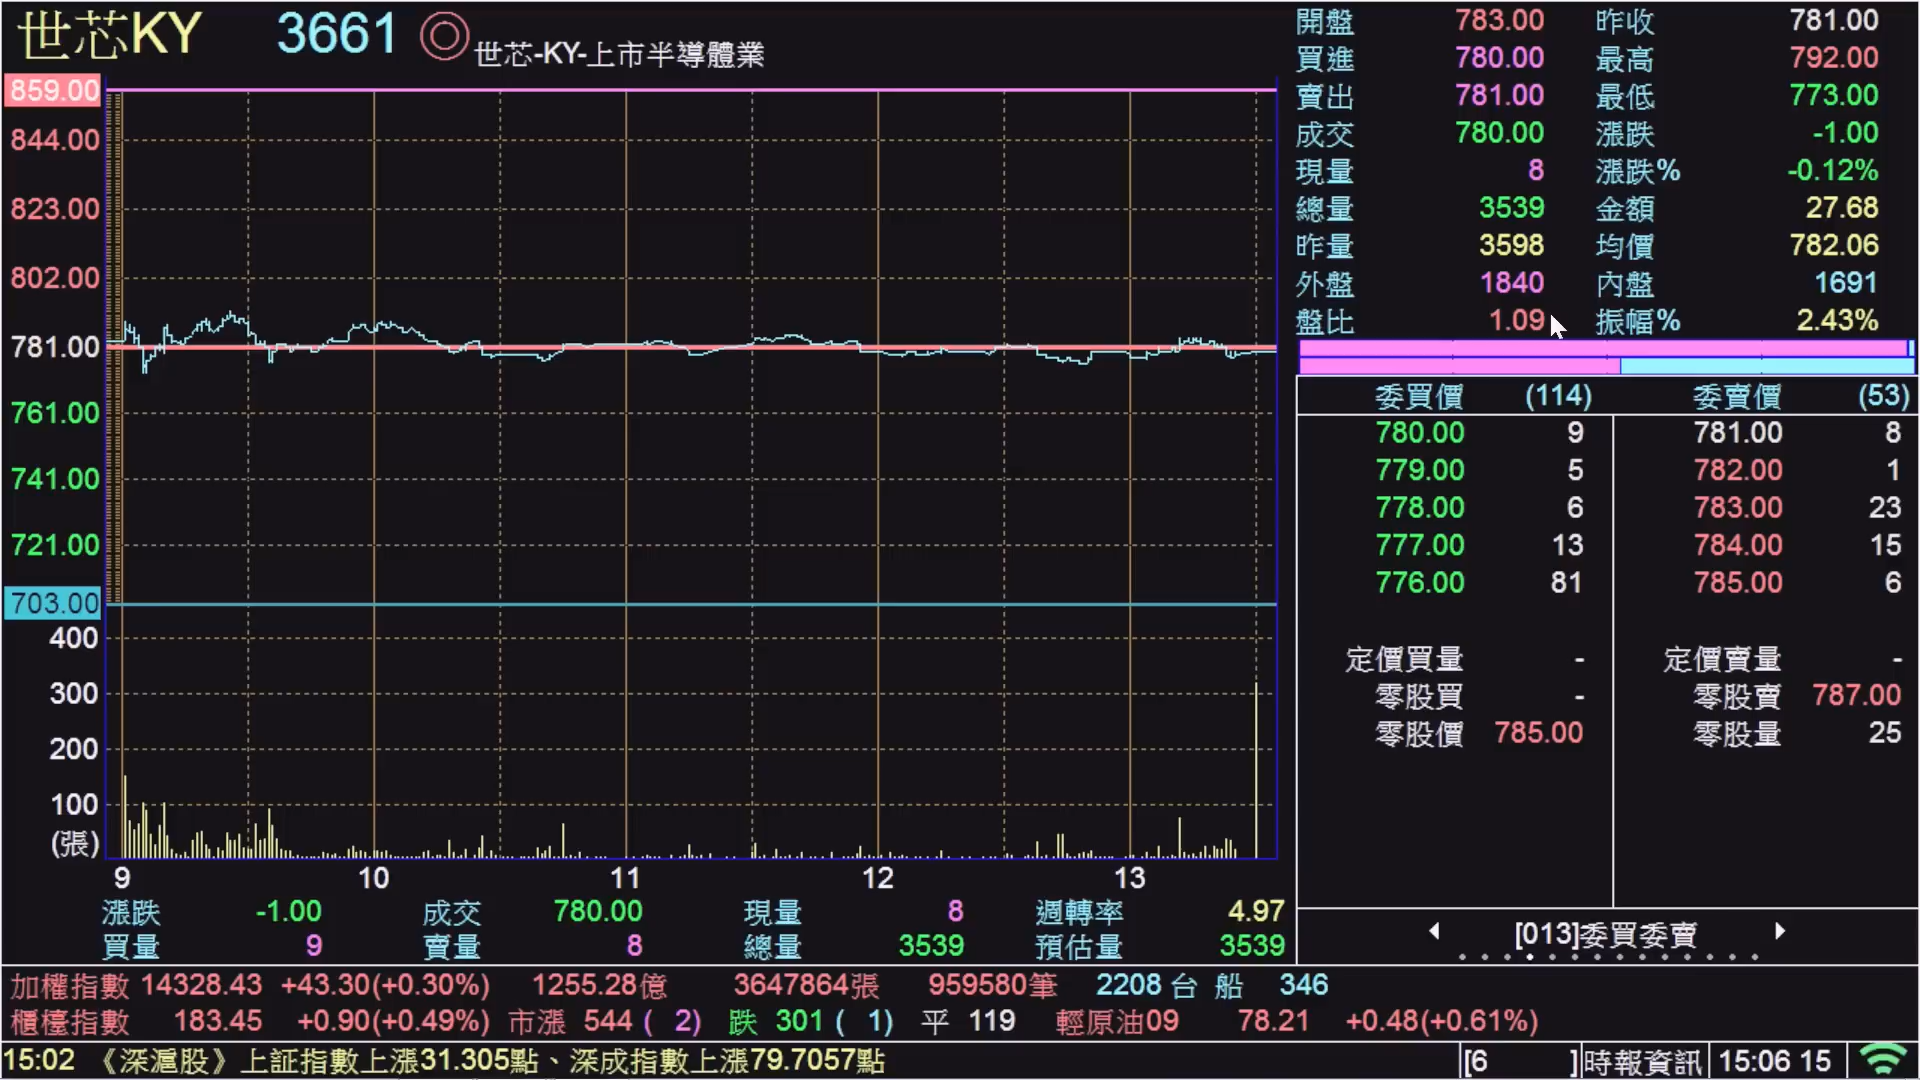 世芯KY 3661 ◎ 世芯-KY-上市半導體業
859.00
844.00
823.00
802.00
781.00
761.00
741.00
721.00
703.00
400
300
200
100
(張)
9 10 11 12 13
漲跌 -1.00 成交 780.00 現量 8 週轉率 4.97
買量 9 賣量 8 總量 3539 預估量 3539
開盤 783.00 昨收 781.00
買進 780.00 最高 792.00
賣出 781.00 最低 773.00
成交 780.00 漲跌 -1.00
現量 8 漲跌% -0.12%
總量 3539 金額 27.68
昨量 3598 均價 782.06
外盤 1840 內盤 1691
盤比 1.09 振幅% 2.43%
委買價 (114) 委賣價 (53)
780.00 9 781.00 8
779.00 5 782.00 1
778.00 6 783.00 23
777.00 13 784.00 15
776.00 81 785.00 6
定價買量 - 定價賣量 -
零股買 - 零股賣 787.00
零股價 785.00 零股量 25
[013]委買委賣
加權指數 14328.43 +43.30(+0.30%) 1255.28億 3647864張 959580筆 2208 台 船 346
櫃檯指數 183.45 +0.90(+0.49%) 市漲 544 ( 2) 跌 301 ( 1) 平 119 輕原油09 78.21 +0.48(+0.61%)
15:02 《深滬股》上証指數上漲31.305點、深成指數上漲79.7057點 [6 ]時報資訊 15:06 15